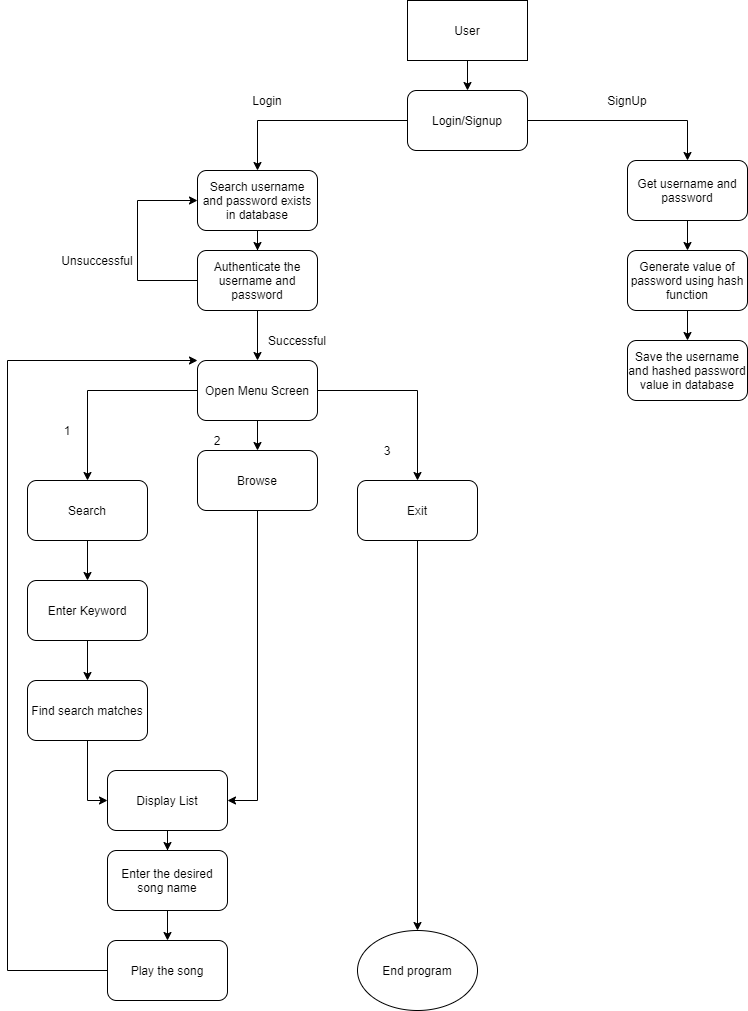 User
Login
SignUp
Login/Signup
Search username
and password exists
in database
Get username and
password
Unsuccessful
Authenticate the
username and
password
Generate value of
password using hash
function
Successful
Save the username
and hashed password
value in database
Open Menu Screen
1
2
3
Browse
Search
Exit
Enter Keyword
Find search matches
Display List
Enter the desired
song name
Play the song
End program